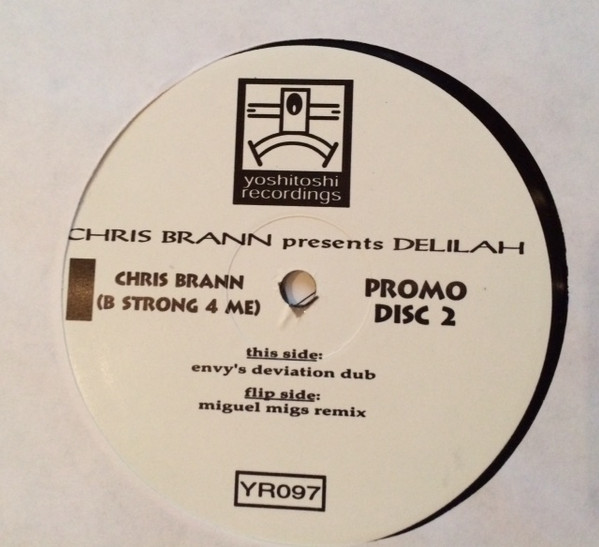 yoshitoshi
recordings
CHRIS BRANN presents DELILAH
CHRIS BRANN
(B STRONG 4 ME)
PROMO
DISC 2
this side:
envy's deviation dub
flip side:
miguel migs remix
YR097